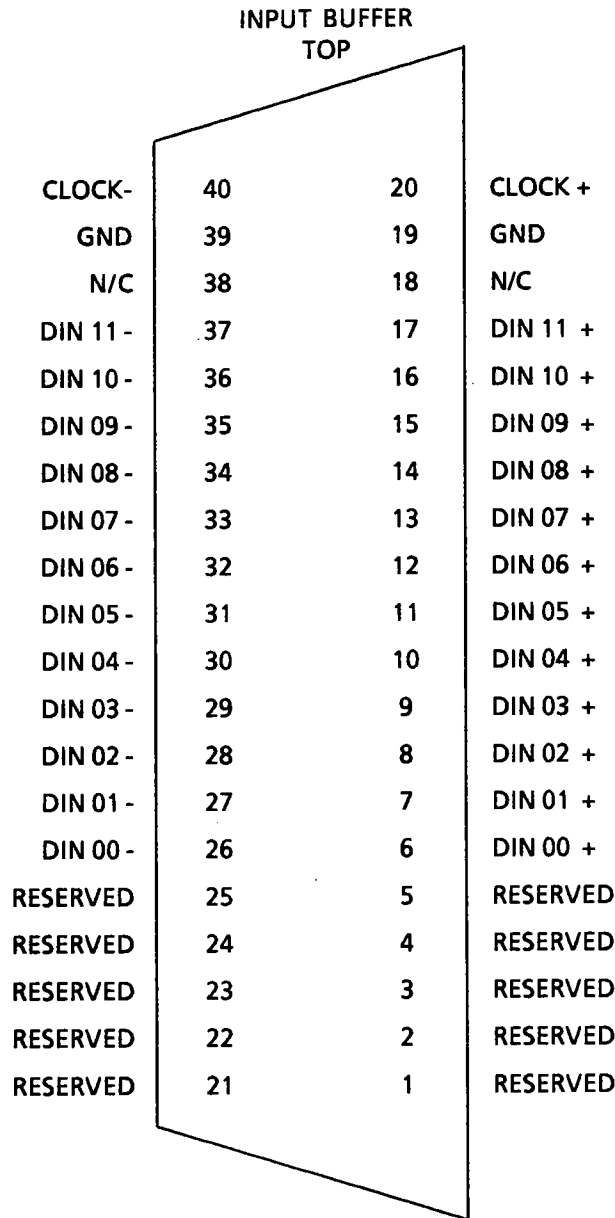 INPUT BUFFER
TOP
CLOCK- 40 20 CLOCK +
GND 39 19 GND
N/C 38 18 N/C
DIN 11 - 37 17 DIN 11 +
DIN 10 - 36 16 DIN 10 +
DIN 09 - 35 15 DIN 09 +
DIN 08 - 34 14 DIN 08 +
DIN 07 - 33 13 DIN 07 +
DIN 06 - 32 12 DIN 06 +
DIN 05 - 31 11 DIN 05 +
DIN 04 - 30 10 DIN 04 +
DIN 03 - 29 9 DIN 03 +
DIN 02 - 28 8 DIN 02 +
DIN 01 - 27 7 DIN 01 +
DIN 00 - 26 6 DIN 00 +
RESERVED 25 5 RESERVED
RESERVED 24 4 RESERVED
RESERVED 23 3 RESERVED
RESERVED 22 2 RESERVED
RESERVED 21 1 RESERVED